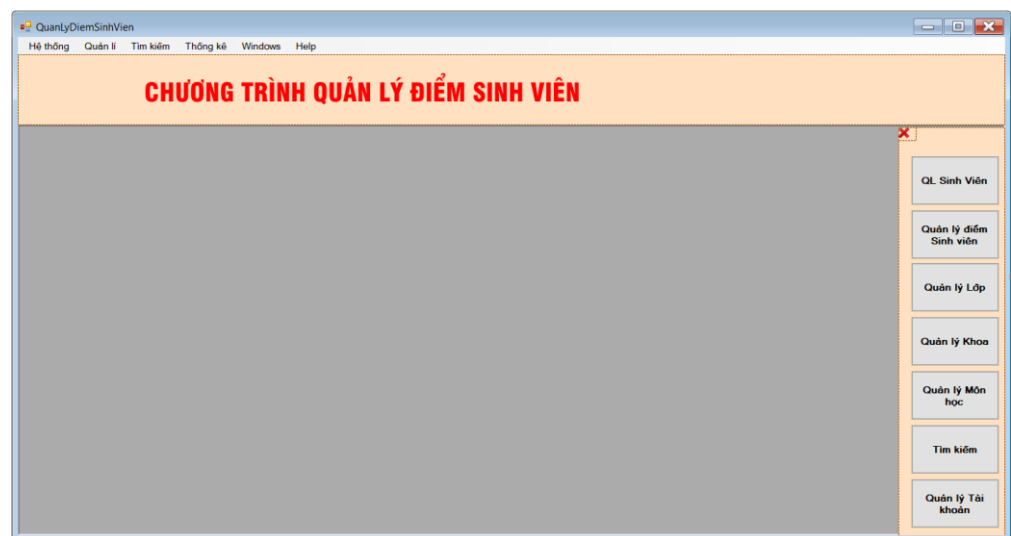 QuanLyDiemSinhVien
Hệ thống Quản lí Tìm kiếm Thống kê Windows Help
CHƯƠNG TRÌNH QUẢN LÝ ĐIỂM SINH VIÊN
QL Sinh Viên
Quản lý điểm
Sinh viên
Quản lý Lớp
Quản lý Khoa
Quản lý Môn
học
Tìm kiếm
Quản lý Tài
khoản